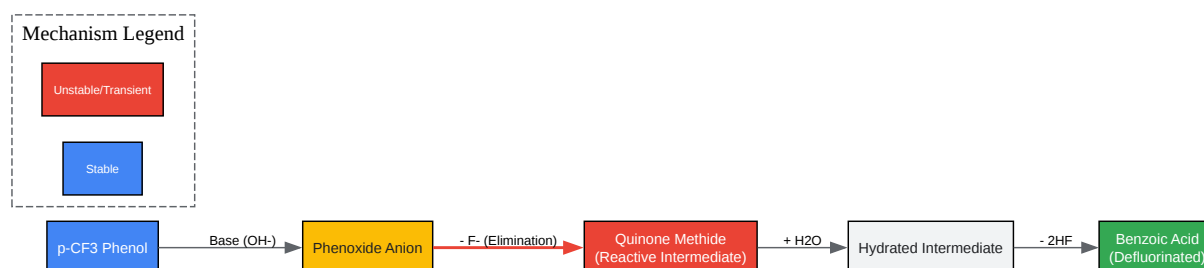 Mechanism Legend
Unstable/Transient
Stable
p-CF3 Phenol
Base (OH-)
Phenoxide Anion
- F- (Elimination)
Quinone Methide
(Reactive Intermediate)
+ H2O
Hydrated Intermediate
- 2HF
Benzoic Acid
(Defluorinated)